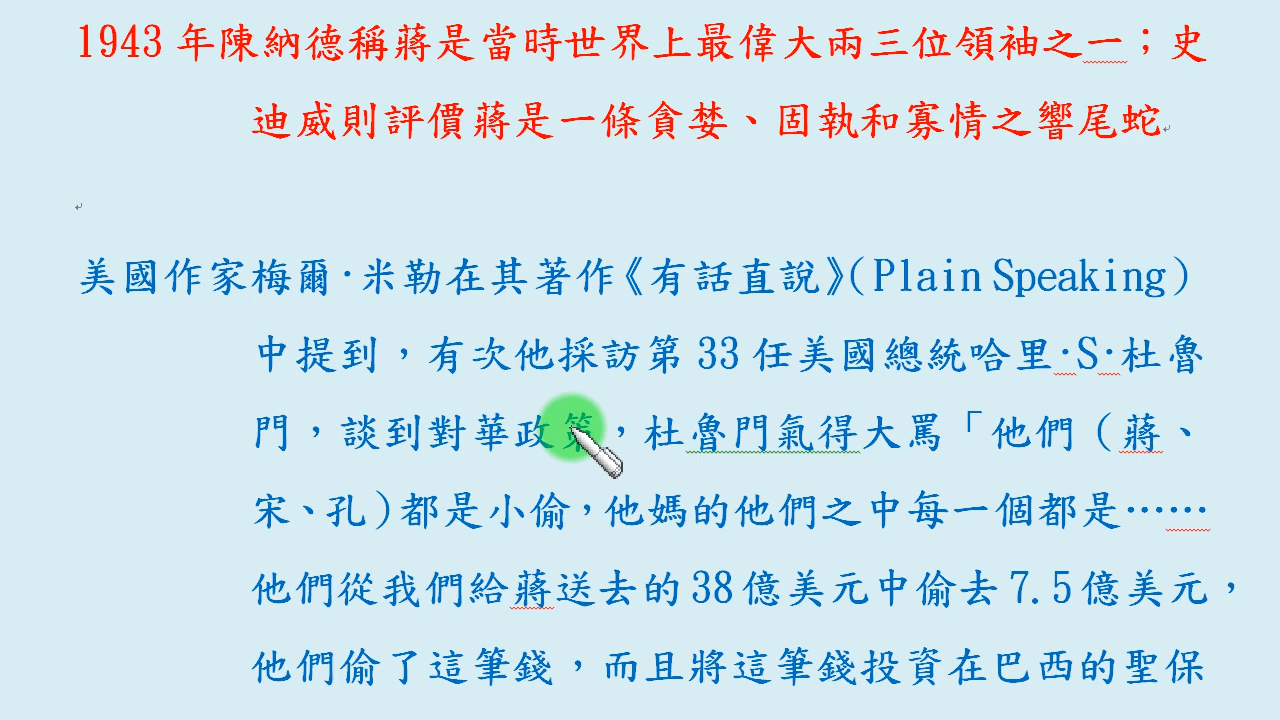 1943 年陳納德稱蔣是當時世界上最偉大兩三位領袖之一；史
迪威則評價蔣是一條貪婪、固執和寡情之響尾蛇
美國作家梅爾·米勒在其著作《有話直說》（Plain Speaking）
中提到，有次他採訪第 33 任美國總統哈里·S·杜魯
門，談到對華政策，杜魯門氣得大罵「他們（蔣、
宋、孔）都是小偷，他媽的他們之中每一個都是……
他們從我們給蔣送去的 38 億美元中偷去 7.5 億美元，
他們偷了這筆錢，而且將這筆錢投資在巴西的聖保